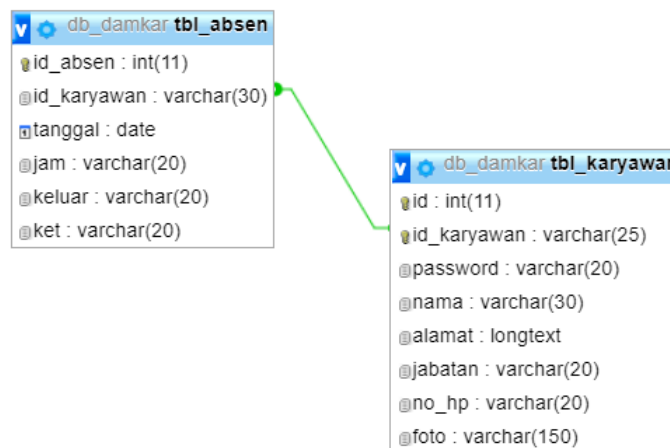 db_damkar tbl_absen
id_absen : int(11)
id_karyawan : varchar(30)
tanggal : date
jam : varchar(20)
keluar : varchar(20)
ket : varchar(20)
db_damkar tbl_karyawan
id : int(11)
id_karyawan : varchar(25)
password : varchar(20)
nama : varchar(30)
alamat : longtext
jabatan : varchar(20)
no_hp : varchar(20)
foto : varchar(150)